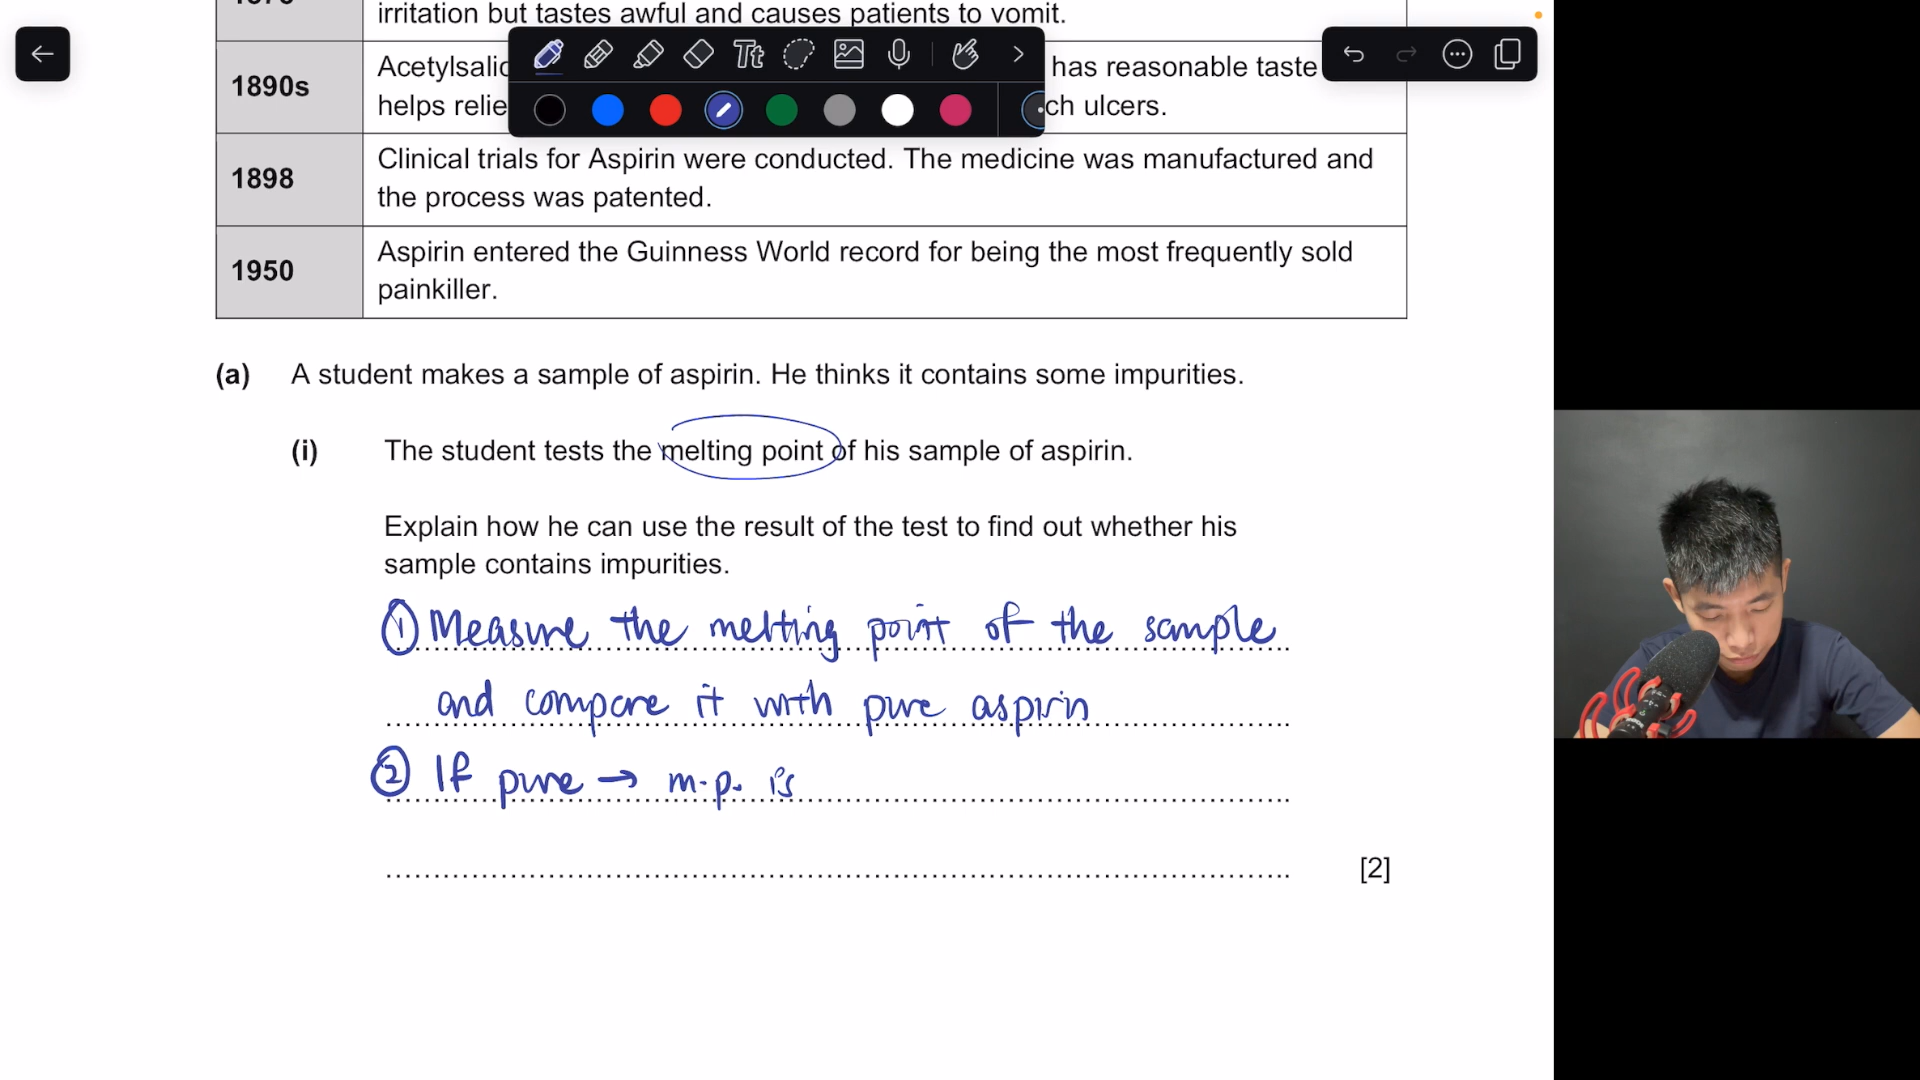 irritation but tastes awful and causes patients to vomit.
1890s
Acetylsalic has reasonable taste
helps relie ch ulcers.
Tt
1898
Clinical trials for Aspirin were conducted. The medicine was manufactured and
the process was patented.
1950
Aspirin entered the Guinness World record for being the most frequently sold
painkiller.
(a) A student makes a sample of aspirin. He thinks it contains some impurities.
(i) The student tests the melting point of his sample of aspirin.
Explain how he can use the result of the test to find out whether his
sample contains impurities.
① Measure the melting point of the sample
and compare it with pure aspirin
② If pure → m.p. is
[2]